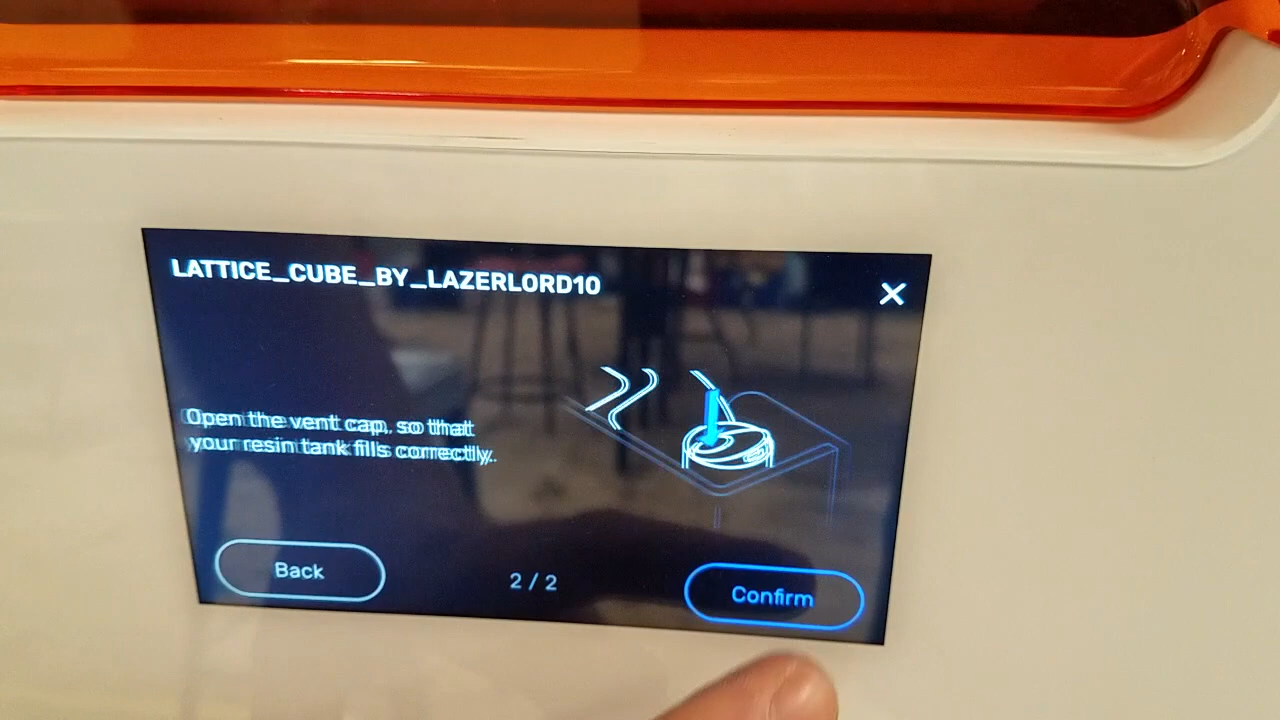 LATTICE_CUBE_BY_LAZERLORD10
Open the vent cap, so that
your resin tank fills correctly.
Back
2 / 2
Confirm